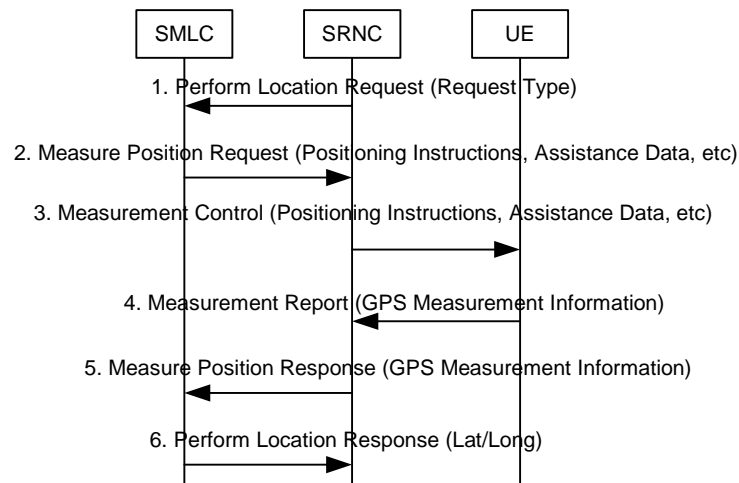 SMLC
SRNC
UE
1. Perform Location Request (Request Type)
2. Measure Position Request (Positioning Instructions, Assistance Data, etc)
3. Measurement Control (Positioning Instructions, Assistance Data, etc)
4. Measurement Report (GPS Measurement Information)
5. Measure Position Response (GPS Measurement Information)
6. Perform Location Response (Lat/Long)